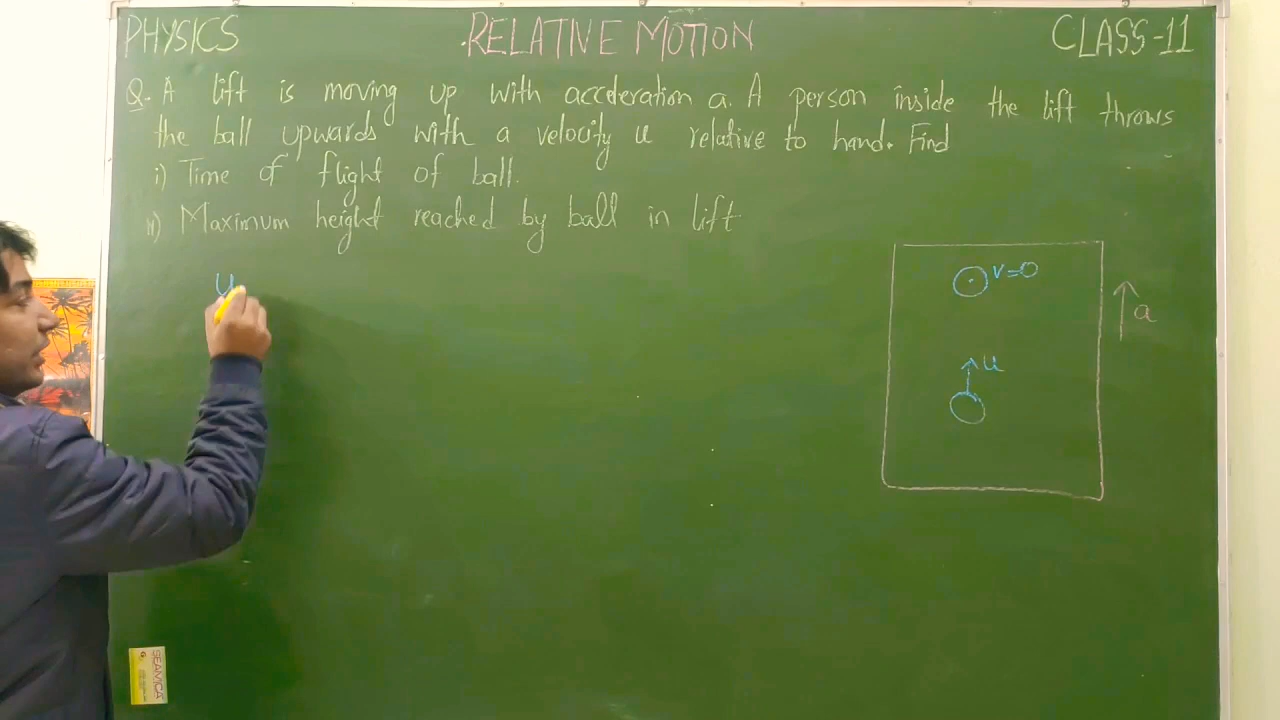 PHYSICS
RELATIVE MOTION
CLASS-11
Q. A lift is moving up with acceleration a. A person inside the lift throws
the ball upwards with a velocity u relative to hand. Find
i) Time of flight of ball.
ii) Maximum height reached by ball in lift
v=0
a
u
u
SEAMICA